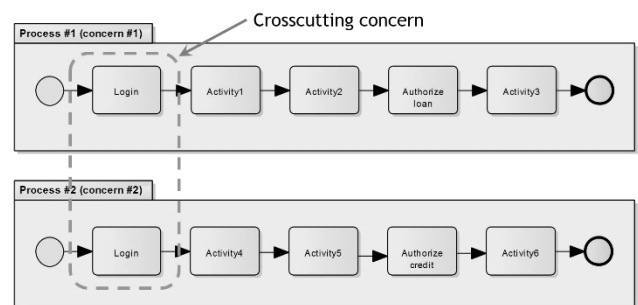 Crosscutting concern
Process #1 (concern #1)
Login
Activity1
Activity2
Authorize
loan
Activity3
Process #2 (concern #2)
Login
Activity4
Activity5
Authorize
credit
Activity6